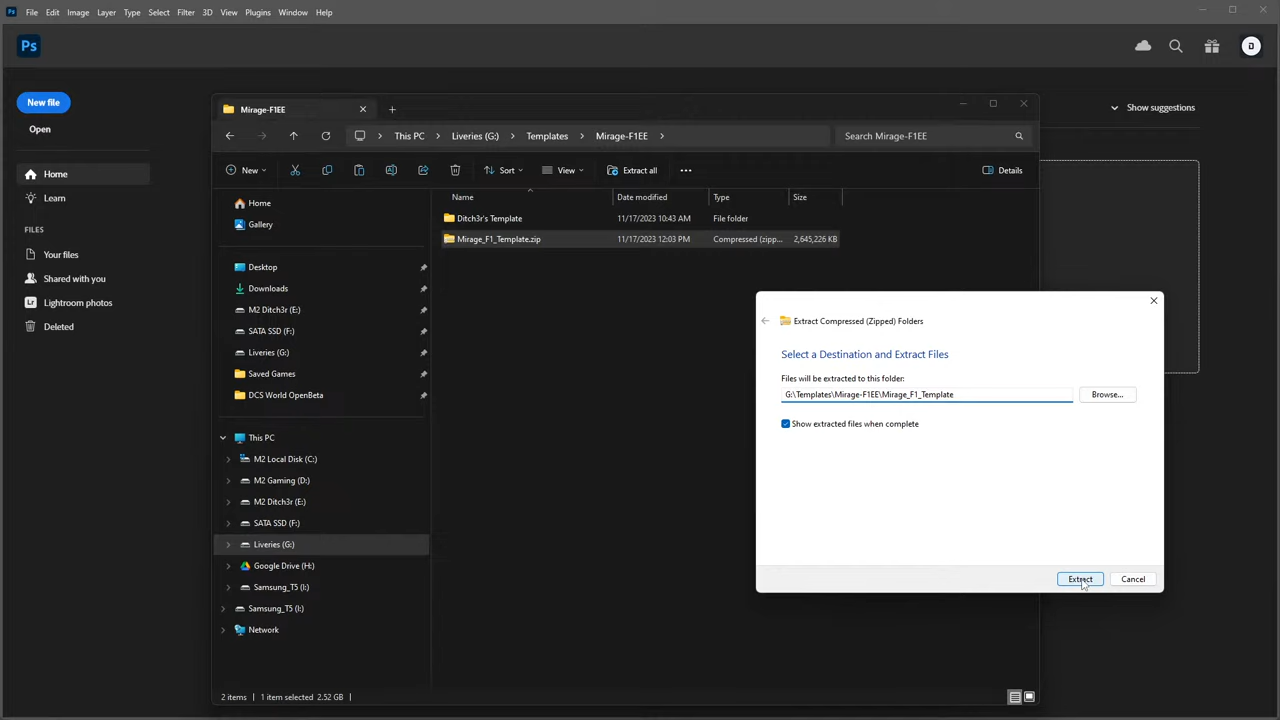 Ps File Edit Image Layer Type Select Filter 3D View Plugins Window Help
Ps
D
New file
Open
Home
Learn
FILES
Your files
Shared with you
Lr Lightroom photos
Deleted
Show suggestions
Mirage-F1EE
This PC Liveries (G:) Templates Mirage-F1EE
Search Mirage-F1EE
New Sort View Extract all Details
Name Date modified Type Size
Ditch3r's Template 11/17/2023 10:43 AM File folder
Mirage_F1_Template.zip 11/17/2023 12:03 PM Compressed (zipp... 2,645,226 KB
Home
Gallery
Desktop
Downloads
M2 Ditch3r (E:)
SATA SSD (F:)
Liveries (G:)
Saved Games
DCS World OpenBeta
This PC
M2 Local Disk (C:)
M2 Gaming (D:)
M2 Ditch3r (E:)
SATA SSD (F:)
Liveries (G:)
Google Drive (H:)
Samsung_T5 (I:)
Samsung_T5 (I:)
Network
2 items 1 item selected 2.52 GB
Extract Compressed (Zipped) Folders
Select a Destination and Extract Files
Files will be extracted to this folder:
G:\Templates\Mirage-F1EE\Mirage_F1_Template
Browse...
Show extracted files when complete
Extract Cancel